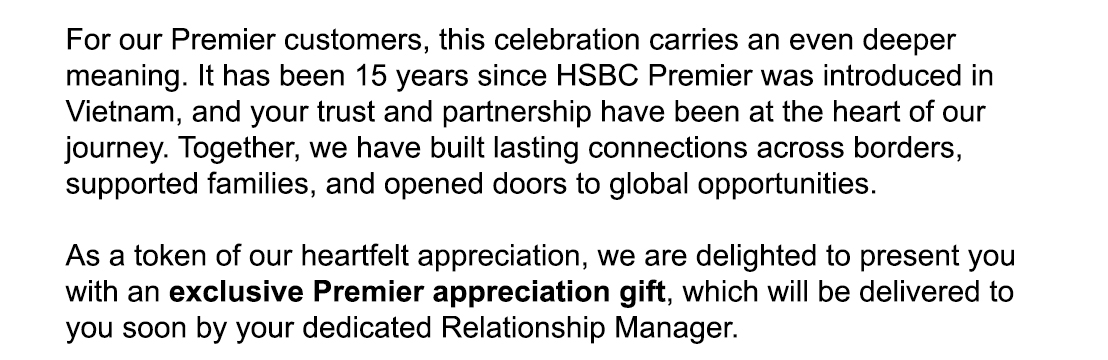 For our Premier customers, this celebration carries an even deeper
meaning. It has been 15 years since HSBC Premier was introduced in
Vietnam, and your trust and partnership have been at the heart of our
journey. Together, we have built lasting connections across borders,
supported families, and opened doors to global opportunities.
As a token of our heartfelt appreciation, we are delighted to present you
with an exclusive Premier appreciation gift, which will be delivered to
you soon by your dedicated Relationship Manager.